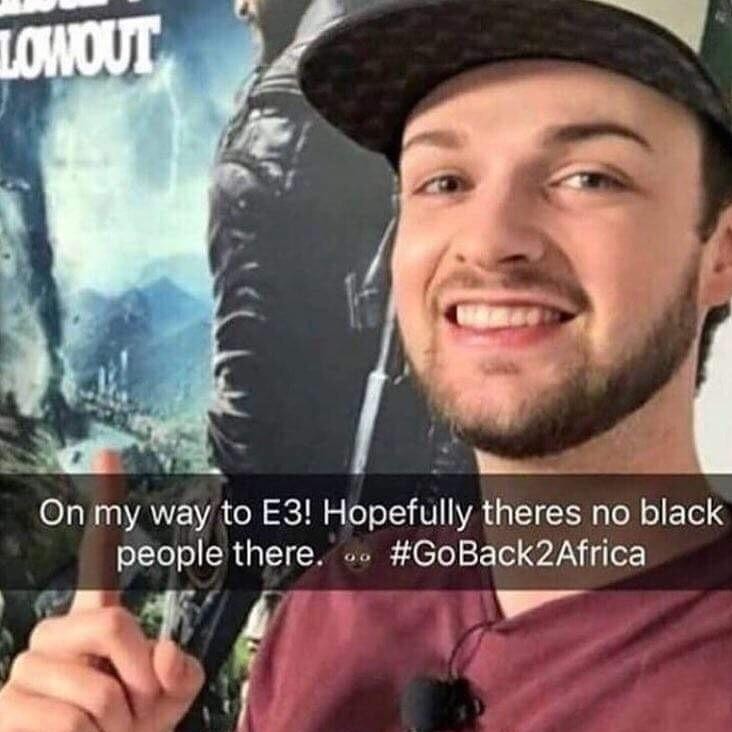 LOWOUT
On my way to E3! Hopefully theres no black
people there. 👀 #GoBack2Africa